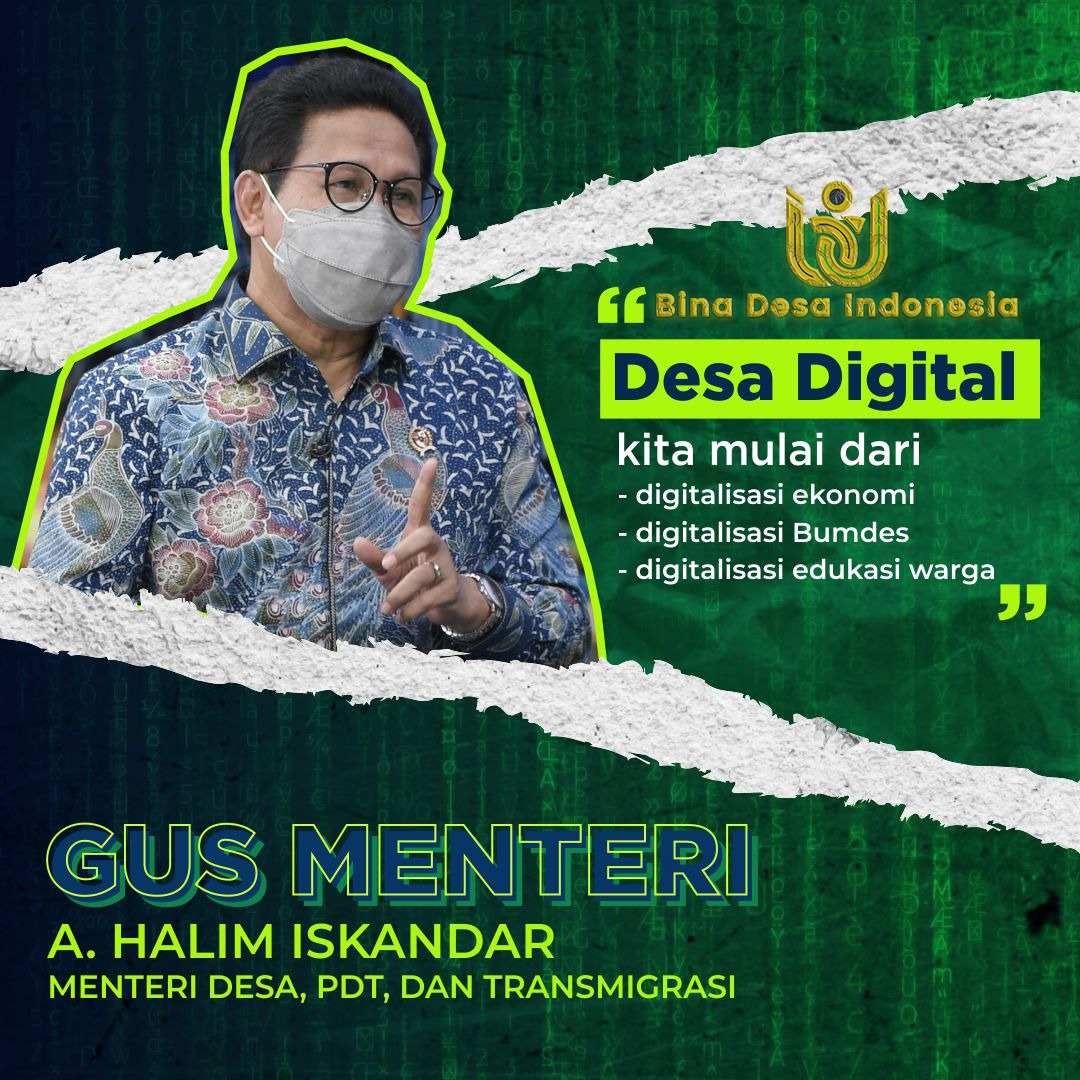 Bina Desa Indonesia
“
Desa Digital
kita mulai dari
- digitalisasi ekonomi
- digitalisasi Bumdes
- digitalisasi edukasi warga
”
GUS MENTERI
A. HALIM ISKANDAR
MENTERI DESA, PDT, DAN TRANSMIGRASI